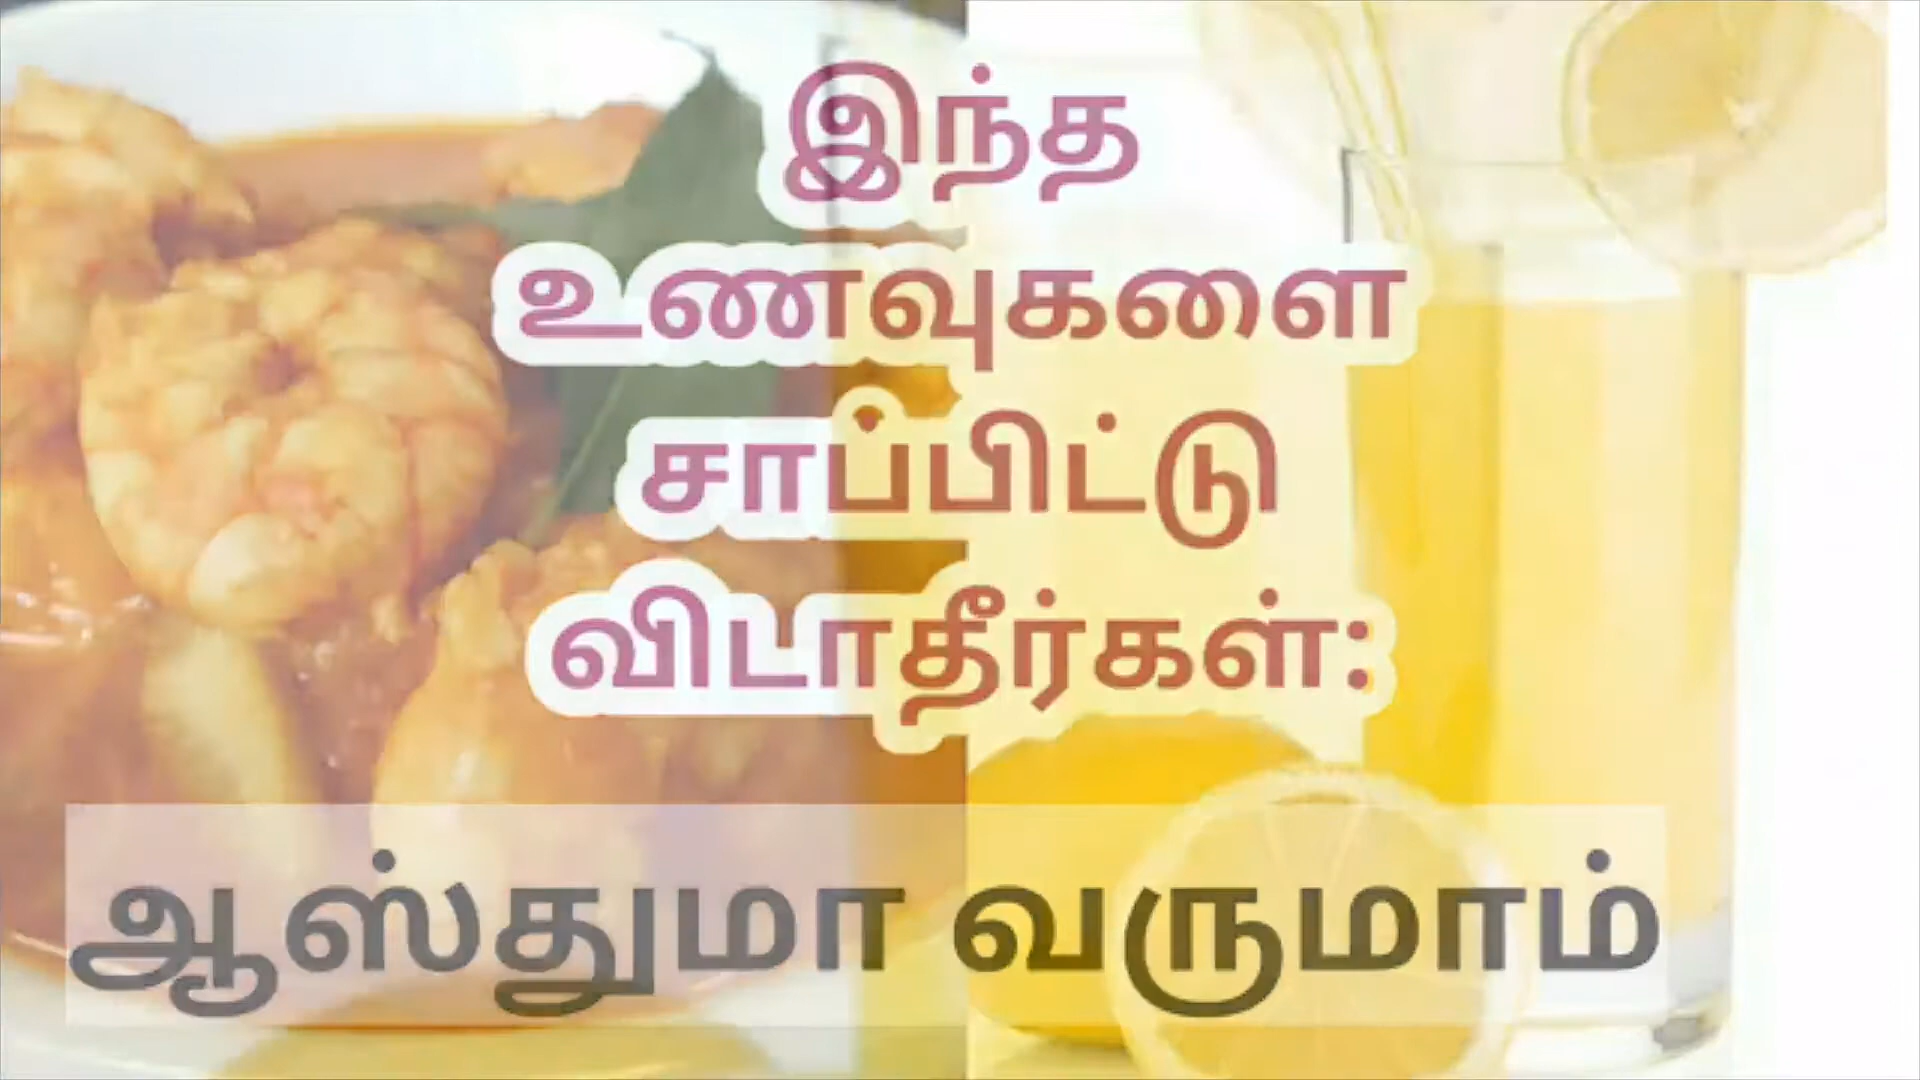 இந்த
உணவுகளை
சாப்பிட்டு
விடாதீர்கள்:
ஆஸ்துமா வருமாம்